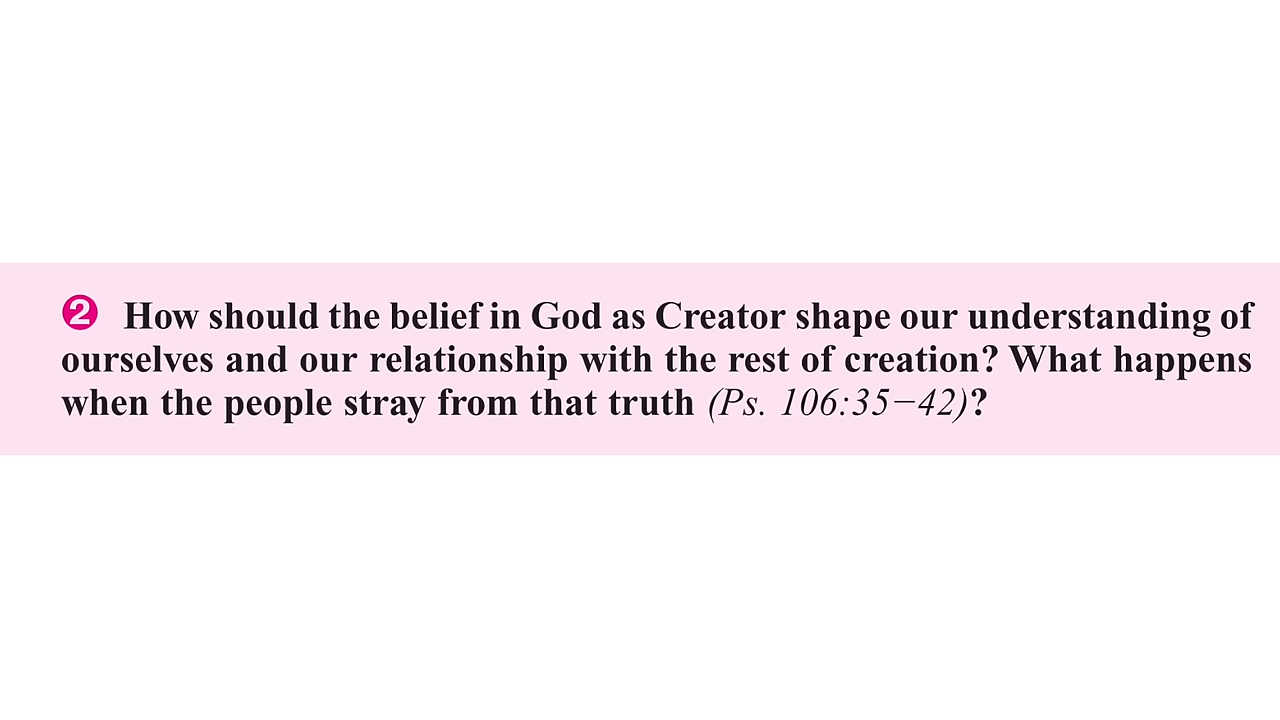 ❷ How should the belief in God as Creator shape our understanding of
ourselves and our relationship with the rest of creation? What happens
when the people stray from that truth (Ps. 106:35–42)?